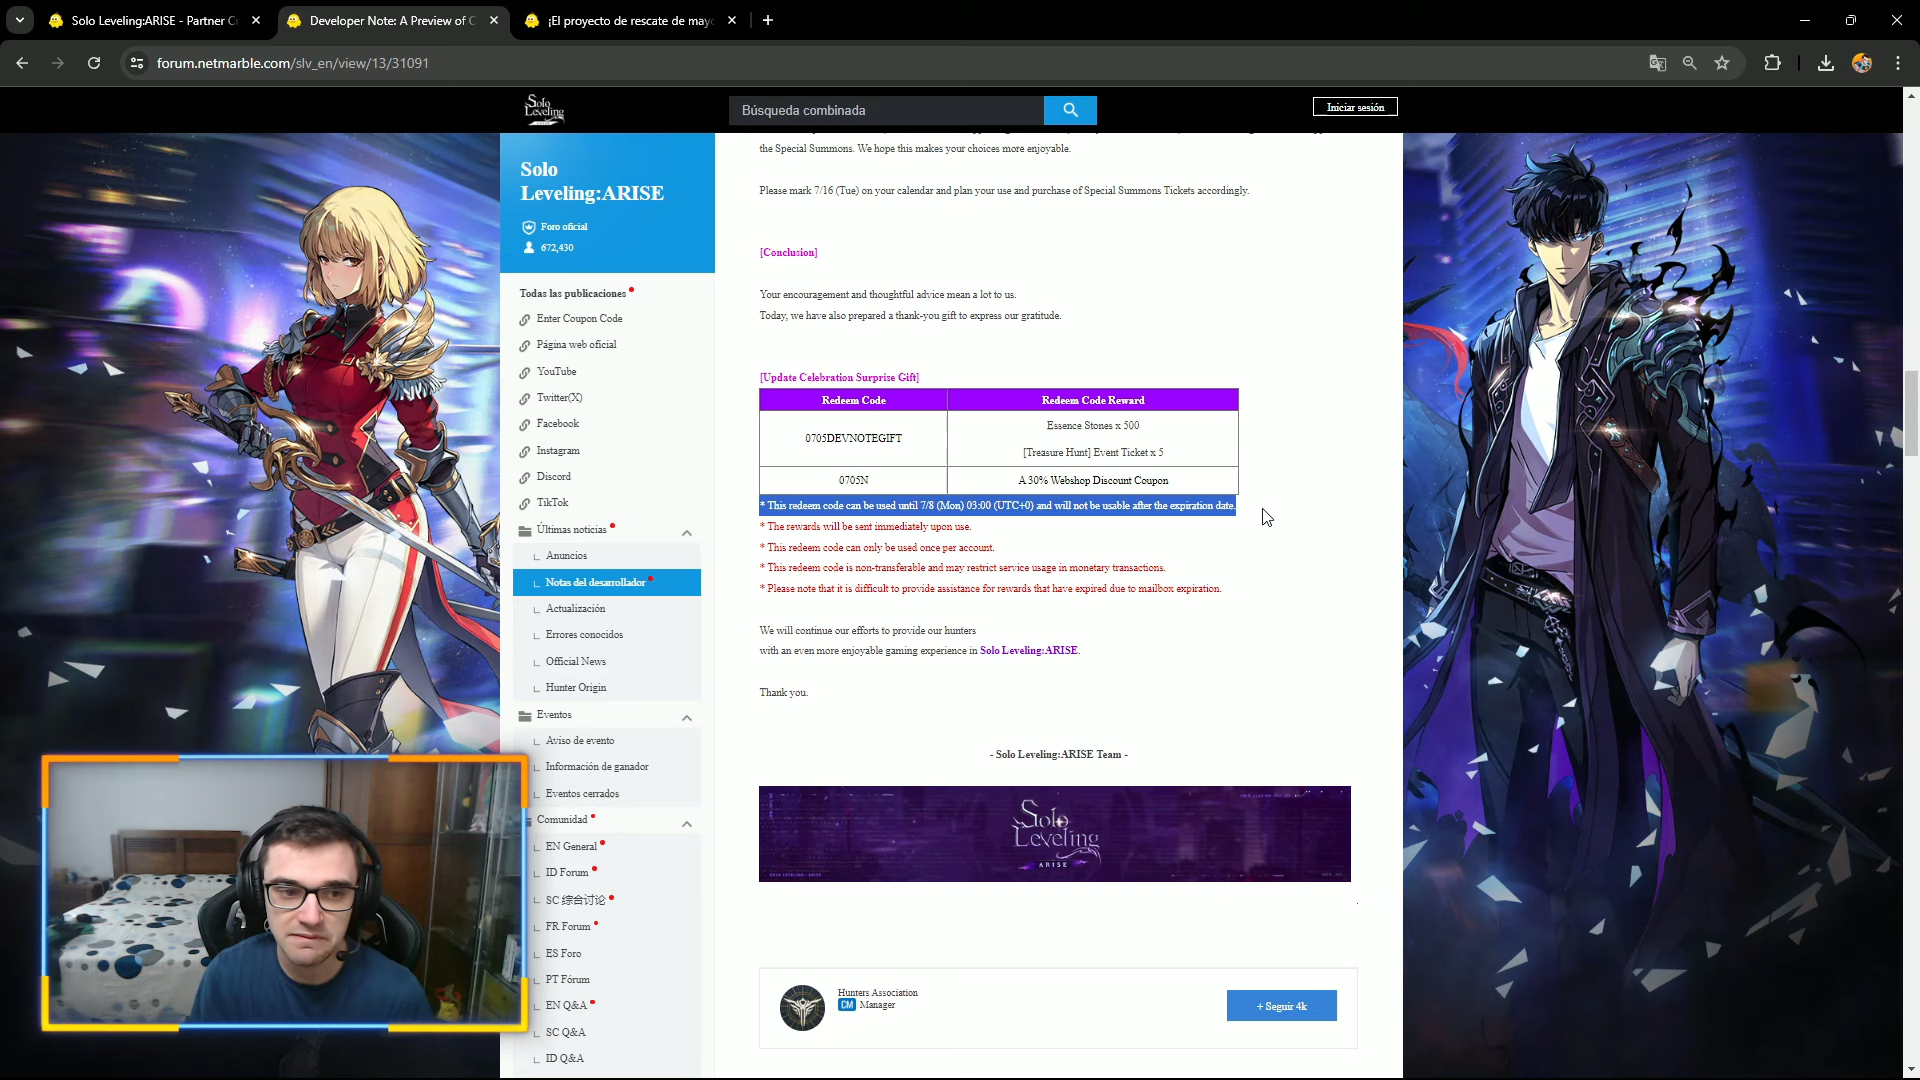 Solo Leveling:ARISE - Partner Cr
Developer Note: A Preview of C
¡El proyecto de rescate de mayo
forum.netmarble.com/slv_en/view/13/31091
Solo
Leveling
ARISE
Búsqueda combinada
Iniciar sesión
Solo
Leveling:ARISE
Foro oficial
672,430
Todas las publicaciones
Enter Coupon Code
Página web oficial
YouTube
Twitter(X)
Facebook
Instagram
Discord
TikTok
Últimas noticias
Anuncios
Notas del desarrollador
Actualización
Errores conocidos
Official News
Hunter Origin
Eventos
Aviso de evento
Información de ganador
Eventos cerrados
Comunidad
EN General
ID Forum
SC 综合讨论
FR Forum
ES Foro
PT Fórum
EN Q&A
SC Q&A
ID Q&A
the Special Summons. We hope this makes your choices more enjoyable.
Please mark 7/16 (Tue) on your calendar and plan your use and purchase of Special Summons Tickets accordingly.
[Conclusion]
Your encouragement and thoughtful advice mean a lot to us.
Today, we have also prepared a thank-you gift to express our gratitude.
[Update Celebration Surprise Gift]
Redeem Code Redeem Code Reward
0705DEVNOTEGIFT Essence Stones x 500
[Treasure Hunt] Event Ticket x 5
0705N A 30% Webshop Discount Coupon
* This redeem code can be used until 7/8 (Mon) 03:00 (UTC+0) and will not be usable after the expiration date.
* The rewards will be sent immediately upon use.
* This redeem code can only be used once per account.
* This redeem code is non-transferable and may restrict service usage in monetary transactions.
* Please note that it is difficult to provide assistance for rewards that have expired due to mailbox expiration.
We will continue our efforts to provide our hunters
with an even more enjoyable gaming experience in Solo Leveling:ARISE.
Thank you.
- Solo Leveling:ARISE Team -
Solo
Leveling
ARISE
Hunters Association
CM Manager
+ Seguir 4k